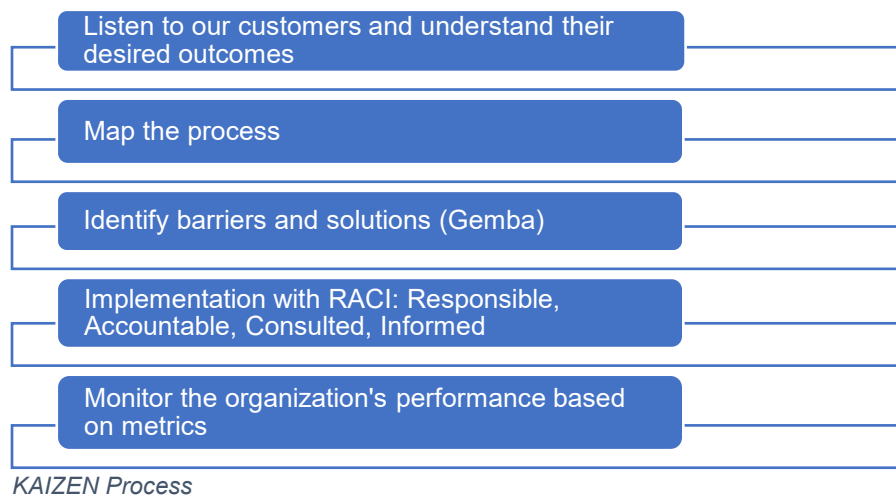 Listen to our customers and understand their
desired outcomes
Map the process
Identify barriers and solutions (Gemba)
Implementation with RACI: Responsible,
Accountable, Consulted, Informed
Monitor the organization's performance based
on metrics
KAIZEN Process